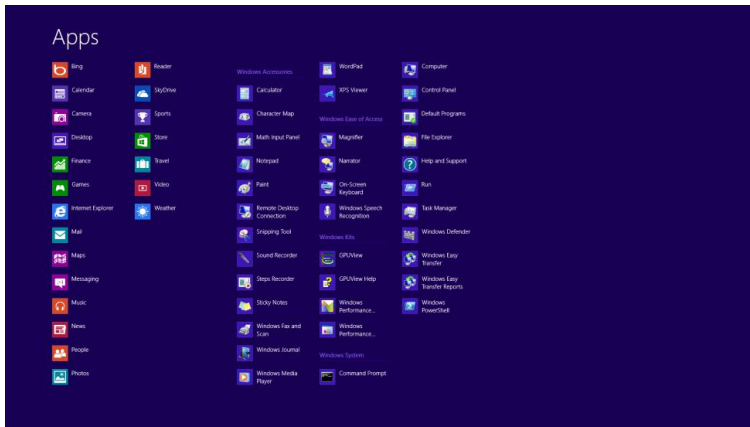 Apps
Bing
Calendar
Camera
Desktop
Finance
Games
Internet Explorer
Mail
Maps
Messaging
Music
News
People
Photos
Reader
SkyDrive
Sports
Store
Travel
Video
Weather
Windows Accessories
Calculator
Character Map
Math Input Panel
Notepad
Paint
Remote Desktop
Connection
Snipping Tool
Sound Recorder
Steps Recorder
Sticky Notes
Windows Fax and
Scan
Windows Journal
Windows Media
Player
WordPad
XPS Viewer
Windows Ease of Access
Magnifier
Narrator
On-Screen
Keyboard
Windows Speech
Recognition
Windows Kits
GPUView
GPUView Help
Windows
Performance...
Windows
Performance...
Windows System
Command Prompt
Computer
Control Panel
Default Programs
File Explorer
Help and Support
Run
Task Manager
Windows Defender
Windows Easy
Transfer
Windows Easy
Transfer Reports
Windows
PowerShell